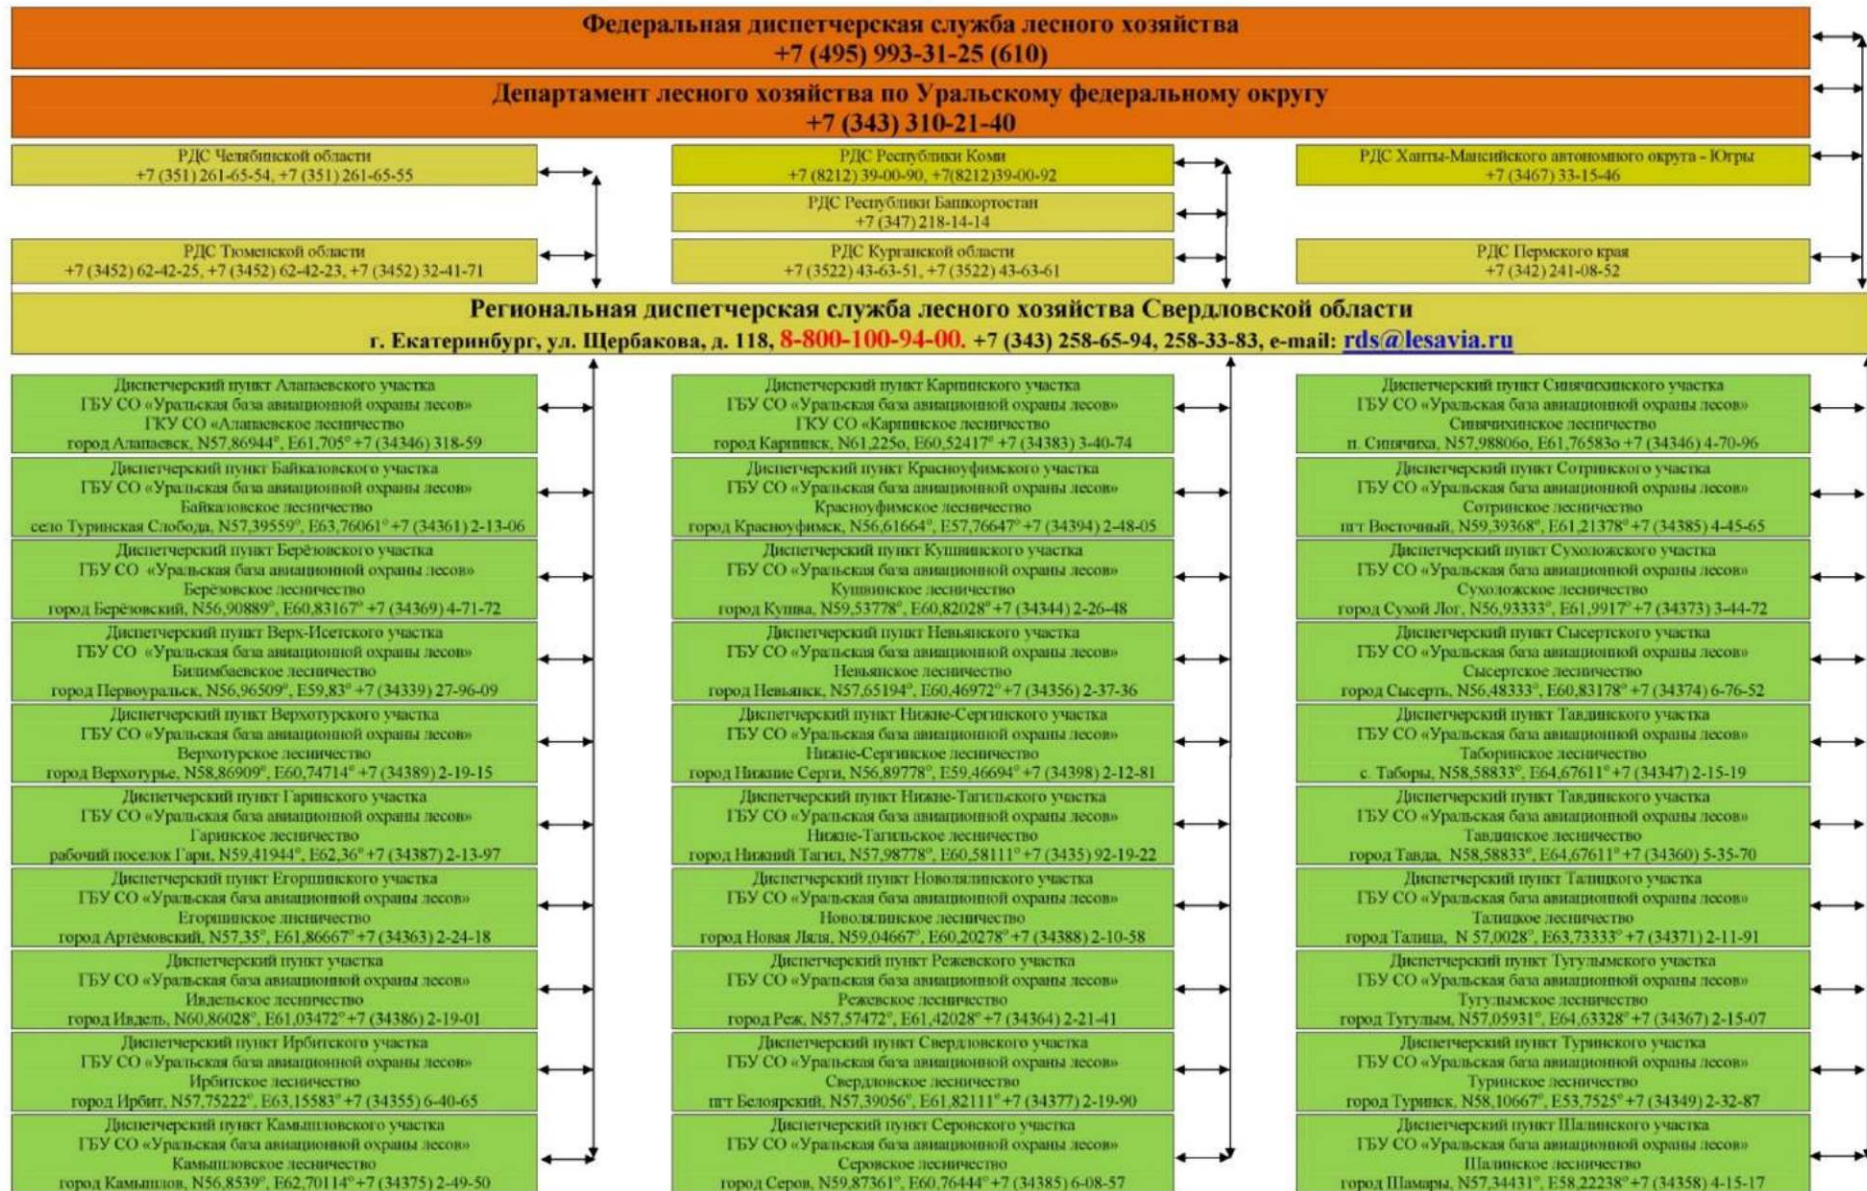 Федеральная диспетчерская служба лесного хозяйства
+7 (495) 993-31-25 (610)
Департамент лесного хозяйства по Уральскому федеральному округу
+7 (343) 310-21-40
РДС Челябинской области
+7 (351) 261-65-54, +7 (351) 261-65-55
РДС Республики Коми
+7 (8212) 39-00-90, +7(8212)39-00-92
РДС Ханты-Мансийского автономного округа - Югры
+7 (3467) 33-15-46
РДС Республики Башкортостан
+7 (347) 218-14-14
РДС Тюменской области
+7 (3452) 62-42-25, +7 (3452) 62-42-23, +7 (3452) 32-41-71
РДС Курганской области
+7 (3522) 43-63-51, +7 (3522) 43-63-61
РДС Пермского края
+7 (342) 241-08-52
Региональная диспетчерская служба лесного хозяйства Свердловской области
г. Екатеринбург, ул. Щербакова, д. 118, 8-800-100-94-00. +7 (343) 258-65-94, 258-33-83, e-mail: rds@lesavia.ru
Диспетчерский пункт Алапаевского участка
ГБУ СО «Уральская база авиационной охраны лесов»
ГКУ СО «Алапаевское лесничество
город Алапаевск, N57,86944°, E61,705° +7 (34346) 318-59
Диспетчерский пункт Байкаловского участка
ГБУ СО «Уральская база авиационной охраны лесов»
Байкаловское лесничество
село Туринская Слобода, N57,39559°, E63,76061° +7 (34361) 2-13-06
Диспетчерский пункт Берёзовского участка
ГБУ СО «Уральская база авиационной охраны лесов»
Берёзовское лесничество
город Берёзовский, N56,90889°, E60,83167° +7 (34369) 4-71-72
Диспетчерский пункт Верх-Исетского участка
ГБУ СО «Уральская база авиационной охраны лесов»
Билимбаевское лесничество
город Первоуральск, N56,96509°, E59,83° +7 (34339) 27-96-09
Диспетчерский пункт Верхотурского участка
ГБУ СО «Уральская база авиационной охраны лесов»
Верхотурское лесничество
город Верхотурье, N58,86909°, E60,74714° +7 (34389) 2-19-15
Диспетчерский пункт Гаринского участка
ГБУ СО «Уральская база авиационной охраны лесов»
Гаринское лесничество
рабочий поселок Гари, N59,41944°, E62,36° +7 (34387) 2-13-97
Диспетчерский пункт Егоршинского участка
ГБУ СО «Уральская база авиационной охраны лесов»
Егоршинское лнсничество
город Артёмовский, N57,35°, E61,86667° +7 (34363) 2-24-18
Диспетчерский пункт участка
ГБУ СО «Уральская база авиационной охраны лесов»
Ивдельское лесничество
город Ивдель, N60,86028°, E61,03472° +7 (34386) 2-19-01
Диспетчерский пункт Ирбитского участка
ГБУ СО «Уральская база авиационной охраны лесов»
Ирбитское лесничество
город Ирбит, N57,75222°, E63,15583° +7 (34355) 6-40-65
Диспетчерский пункт Камышловского участка
ГБУ СО «Уральская база авиационной охраны лесов»
Камышловское лесничество
город Камышлов, N56,8539°, E62,70114° +7 (34375) 2-49-50
Диспетчерский пункт Карпинского участка
ГБУ СО «Уральская база авиационной охраны лесов»
ГКУ СО «Карпинское лесничество
город Карпинск, N61,225о, E60,52417° +7 (34383) 3-40-74
Диспетчерский пункт Красноуфимского участка
ГБУ СО «Уральская база авиационной охраны лесов»
Красноуфимское лесничество
город Красноуфимск, N56,61664°, E57,76647° +7 (34394) 2-48-05
Диспетчерский пункт Кушвинского участка
ГБУ СО «Уральская база авиационной охраны лесов»
Кушвинское лесничество
город Кушва, N59,53778°, E60,82028° +7 (34344) 2-26-48
Диспетчерский пункт Невьянского участка
ГБУ СО «Уральская база авиационной охраны лесов»
Невьянское лесничество
город Невьянск, N57,65194°, E60,46972° +7 (34356) 2-37-36
Диспетчерский пункт Нижне-Сергинского участка
ГБУ СО «Уральская база авиационной охраны лесов»
Нижне-Сергинское лесничество
город Нижние Серги, N56,89778°, E59,46694° +7 (34398) 2-12-81
Диспетчерский пункт Нижне-Тагильского участка
ГБУ СО «Уральская база авиационной охраны лесов»
Нижне-Тагильское лесничество
город Нижний Тагил, N57,98778°, E60,58111° +7 (3435) 92-19-22
Диспетчерский пункт Новолялинского участка
ГБУ СО «Уральская база авиационной охраны лесов»
Новолялинское лесничество
город Новая Ляля, N59,04667°, E60,20278° +7 (34388) 2-10-58
Диспетчерский пункт Режевского участка
ГБУ СО «Уральская база авиационной охраны лесов»
Режевское лесничество
город Реж, N57,57472°, E61,42028° +7 (34364) 2-21-41
Диспетчерский пункт Свердловского участка
ГБУ СО «Уральская база авиационной охраны лесов»
Свердловское лесничество
пгт Белоярский, N57,39056°, E61,82111° +7 (34377) 2-19-90
Диспетчерский пункт Серовского участка
ГБУ СО «Уральская база авиационной охраны лесов»
Серовское лесничество
город Серов, N59,87361°, E60,76444° +7 (34385) 6-08-57
Диспетчерский пункт Синячихинского участка
ГБУ СО «Уральская база авиационной охраны лесов»
Синячихинское лесничество
п. Синячиха, N57,98806о, E61,76583о +7 (34346) 4-70-96
Диспетчерский пункт Сотринского участка
ГБУ СО «Уральская база авиационной охраны лесов»
Сотринское лесничество
пгт Восточный, N59,39368°, E61,21378° +7 (34385) 4-45-65
Диспетчерский пункт Сухоложского участка
ГБУ СО «Уральская база авиационной охраны лесов»
Сухоложское лесничество
город Сухой Лог, N56,93333°, E61,9917° +7 (34373) 3-44-72
Диспетчерский пункт Сысертского участка
ГБУ СО «Уральская база авиационной охраны лесов»
Сысертское лесничество
город Сысерть, N56,48333°, E60,83178° +7 (34374) 6-76-52
Диспетчерский пункт Тавдинского участка
ГБУ СО «Уральская база авиационной охраны лесов»
Таборинское лесничество
с. Таборы, N58,58833°, E64,67611° +7 (34347) 2-15-19
Диспетчерский пункт Тавдинского участка
ГБУ СО «Уральская база авиационной охраны лесов»
Тавдинское лесничество
город Тавда, N58,58833°, E64,67611° +7 (34360) 5-35-70
Диспетчерский пункт Талицкого участка
ГБУ СО «Уральская база авиационной охраны лесов»
Талицкое лесничество
город Талица, N 57,0028°, E63,73333° +7 (34371) 2-11-91
Диспетчерский пункт Тугулымского участка
ГБУ СО «Уральская база авиационной охраны лесов»
Тугулымское лесничество
город Тугулым, N57,05931°, E64,63328° +7 (34367) 2-15-07
Диспетчерский пункт Туринского участка
ГБУ СО «Уральская база авиационной охраны лесов»
Туринское лесничество
город Туринск, N58,10667°, E53,7525° +7 (34349) 2-32-87
Диспетчерский пункт Шалинского участка
ГБУ СО «Уральская база авиационной охраны лесов»
Шалинское лесничество
город Шамары, N57,34431°, E58,22238° +7 (34358) 4-15-17